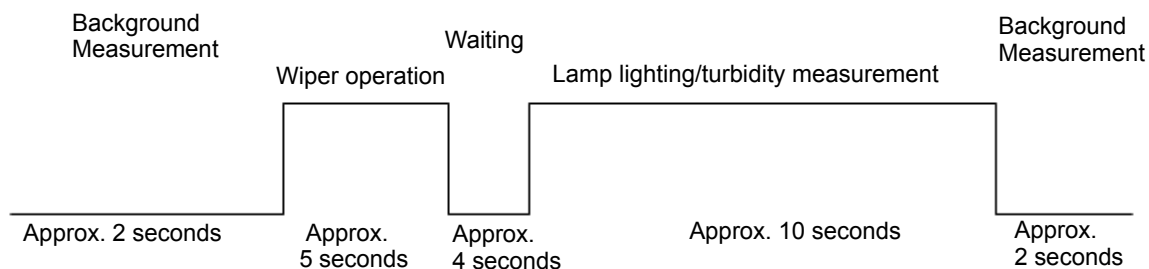 Background
Measurement
Wiper operation
Waiting
Lamp lighting/turbidity measurement
Background
Measurement
Approx. 2 seconds
Approx.
5 seconds
Approx.
4 seconds
Approx. 10 seconds
Approx.
2 seconds